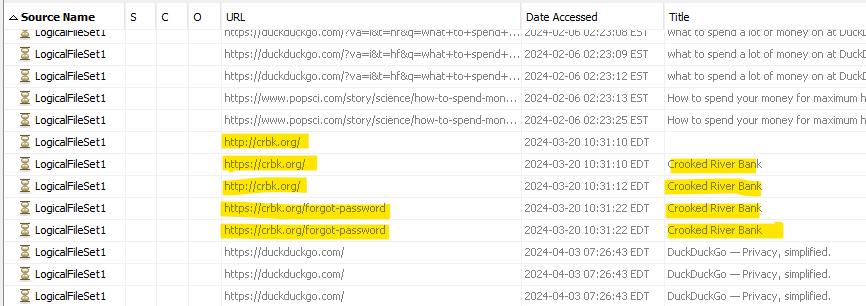 Source Name S C O URL Date Accessed Title
LogicalFileSet1 https://duckduckgo.com/?va=i&t=hf&q=what+to+spend+... 2024-02-06 02:23:08 EST what to spend a lot of money on at DuckD
LogicalFileSet1 https://duckduckgo.com/?va=i&t=hf&q=what+to+spend+... 2024-02-06 02:23:09 EST what to spend a lot of money on at DuckD
LogicalFileSet1 https://duckduckgo.com/?va=i&t=hf&q=what+to+spend+... 2024-02-06 02:23:12 EST what to spend a lot of money on at DuckD
LogicalFileSet1 https://www.popsci.com/story/science/how-to-spend-mon... 2024-02-06 02:23:13 EST How to spend your money for maximum h
LogicalFileSet1 https://www.popsci.com/story/science/how-to-spend-mon... 2024-02-06 02:23:25 EST How to spend your money for maximum h
LogicalFileSet1 http://crbk.org/ 2024-03-20 10:31:10 EDT
LogicalFileSet1 https://crbk.org/ 2024-03-20 10:31:10 EDT Crooked River Bank
LogicalFileSet1 http://crbk.org/ 2024-03-20 10:31:12 EDT Crooked River Bank
LogicalFileSet1 https://crbk.org/forgot-password 2024-03-20 10:31:22 EDT Crooked River Bank
LogicalFileSet1 https://crbk.org/forgot-password 2024-03-20 10:31:22 EDT Crooked River Bank
LogicalFileSet1 https://duckduckgo.com/ 2024-04-03 07:26:43 EDT DuckDuckGo — Privacy, simplified.
LogicalFileSet1 https://duckduckgo.com/ 2024-04-03 07:26:43 EDT DuckDuckGo — Privacy, simplified.
LogicalFileSet1 https://duckduckgo.com/ 2024-04-03 07:26:43 EDT DuckDuckGo — Privacy, simplified.